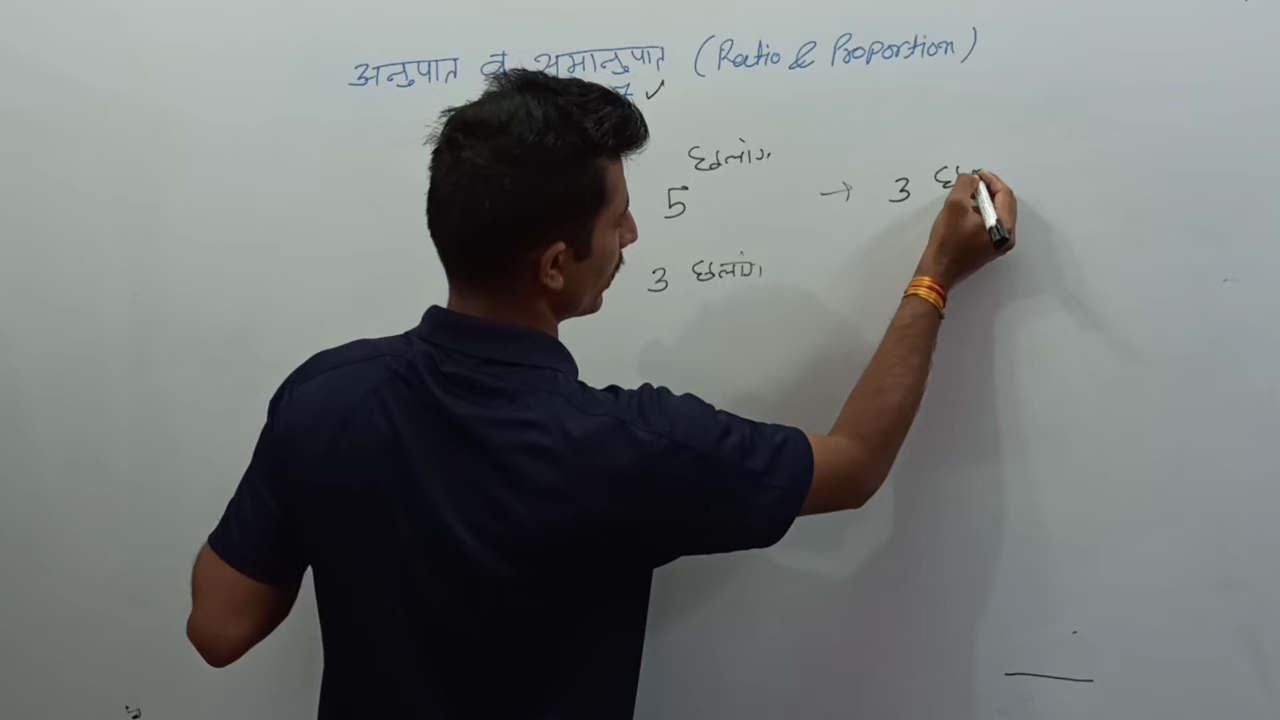 अनुपात व समानुपात (Ratio & Proportion)
✓
छलांग
5 → 3
3 छलांग